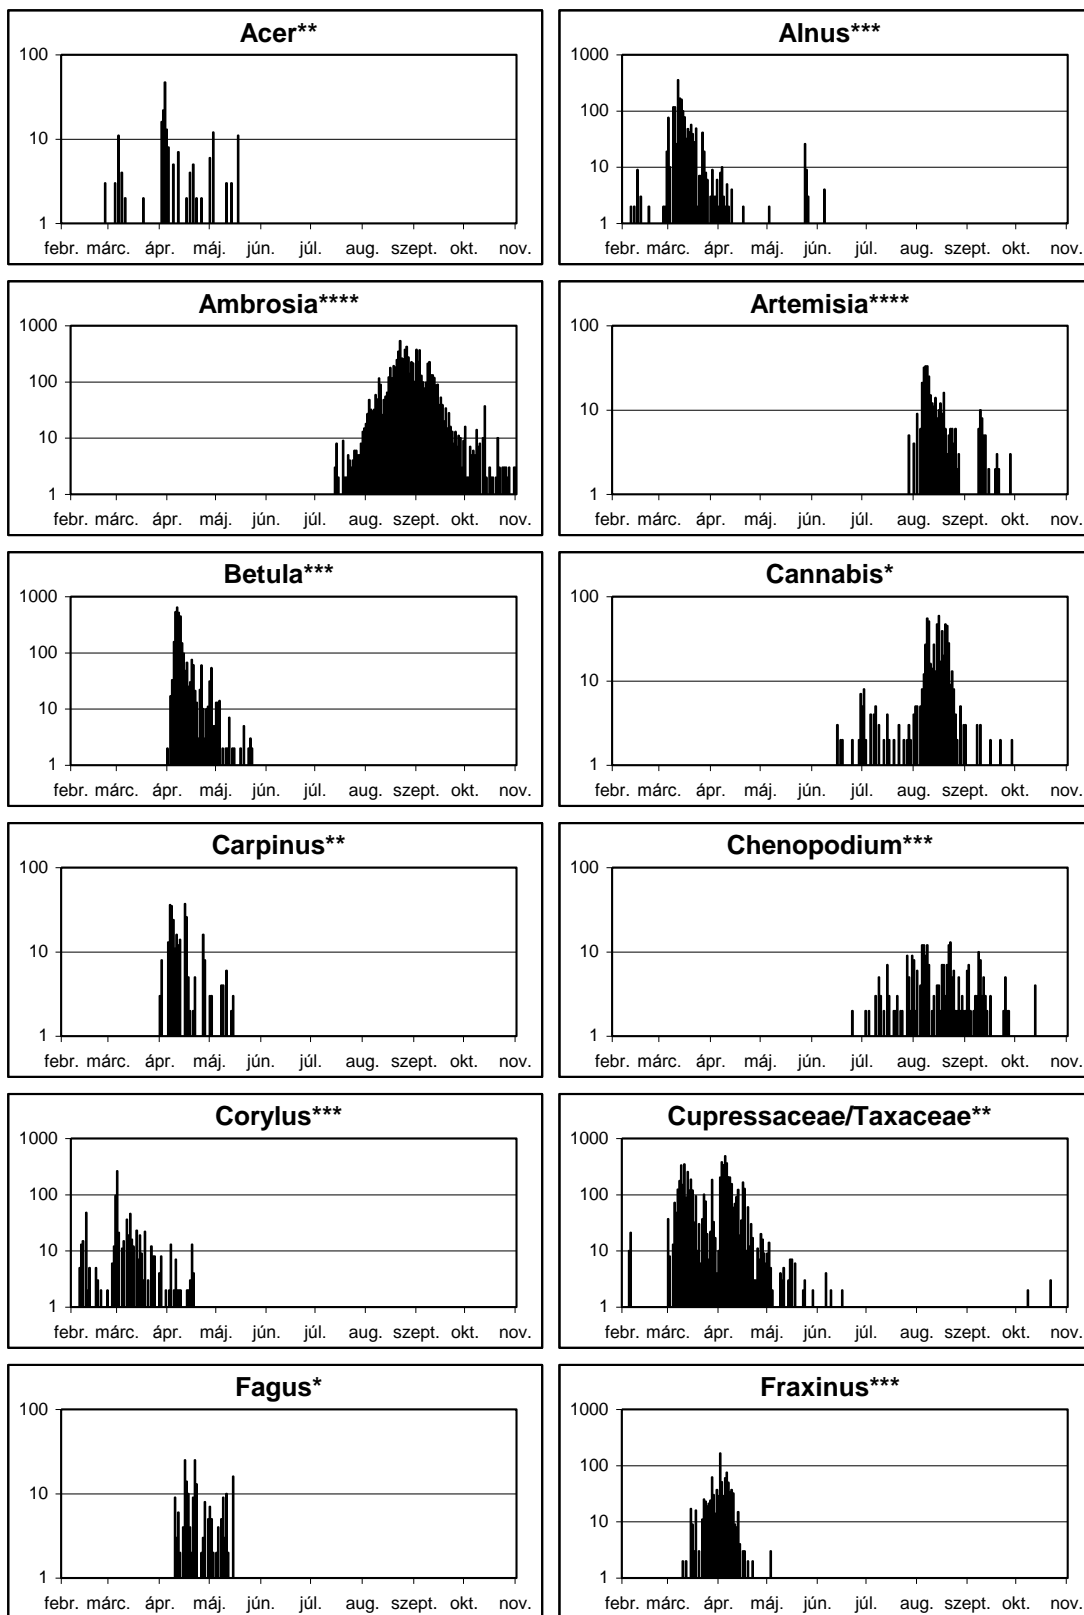 Acer**
100
10
1
febr. márc. ápr. máj. jún. júl. aug. szept. okt. nov.
Alnus***
1000
100
10
1
febr. márc. ápr. máj. jún. júl. aug. szept. okt. nov.
Ambrosia****
1000
100
10
1
febr. márc. ápr. máj. jún. júl. aug. szept. okt. nov.
Artemisia****
100
10
1
febr. márc. ápr. máj. jún. júl. aug. szept. okt. nov.
Betula***
1000
100
10
1
febr. márc. ápr. máj. jún. júl. aug. szept. okt. nov.
Cannabis*
100
10
1
febr. márc. ápr. máj. jún. júl. aug. szept. okt. nov.
Carpinus**
100
10
1
febr. márc. ápr. máj. jún. júl. aug. szept. okt. nov.
Chenopodium***
100
10
1
febr. márc. ápr. máj. jún. júl. aug. szept. okt. nov.
Corylus***
1000
100
10
1
febr. márc. ápr. máj. jún. júl. aug. szept. okt. nov.
Cupressaceae/Taxaceae**
1000
100
10
1
febr. márc. ápr. máj. jún. júl. aug. szept. okt. nov.
Fagus*
100
10
1
febr. márc. ápr. máj. jún. júl. aug. szept. okt. nov.
Fraxinus***
1000
100
10
1
febr. márc. ápr. máj. jún. júl. aug. szept. okt. nov.